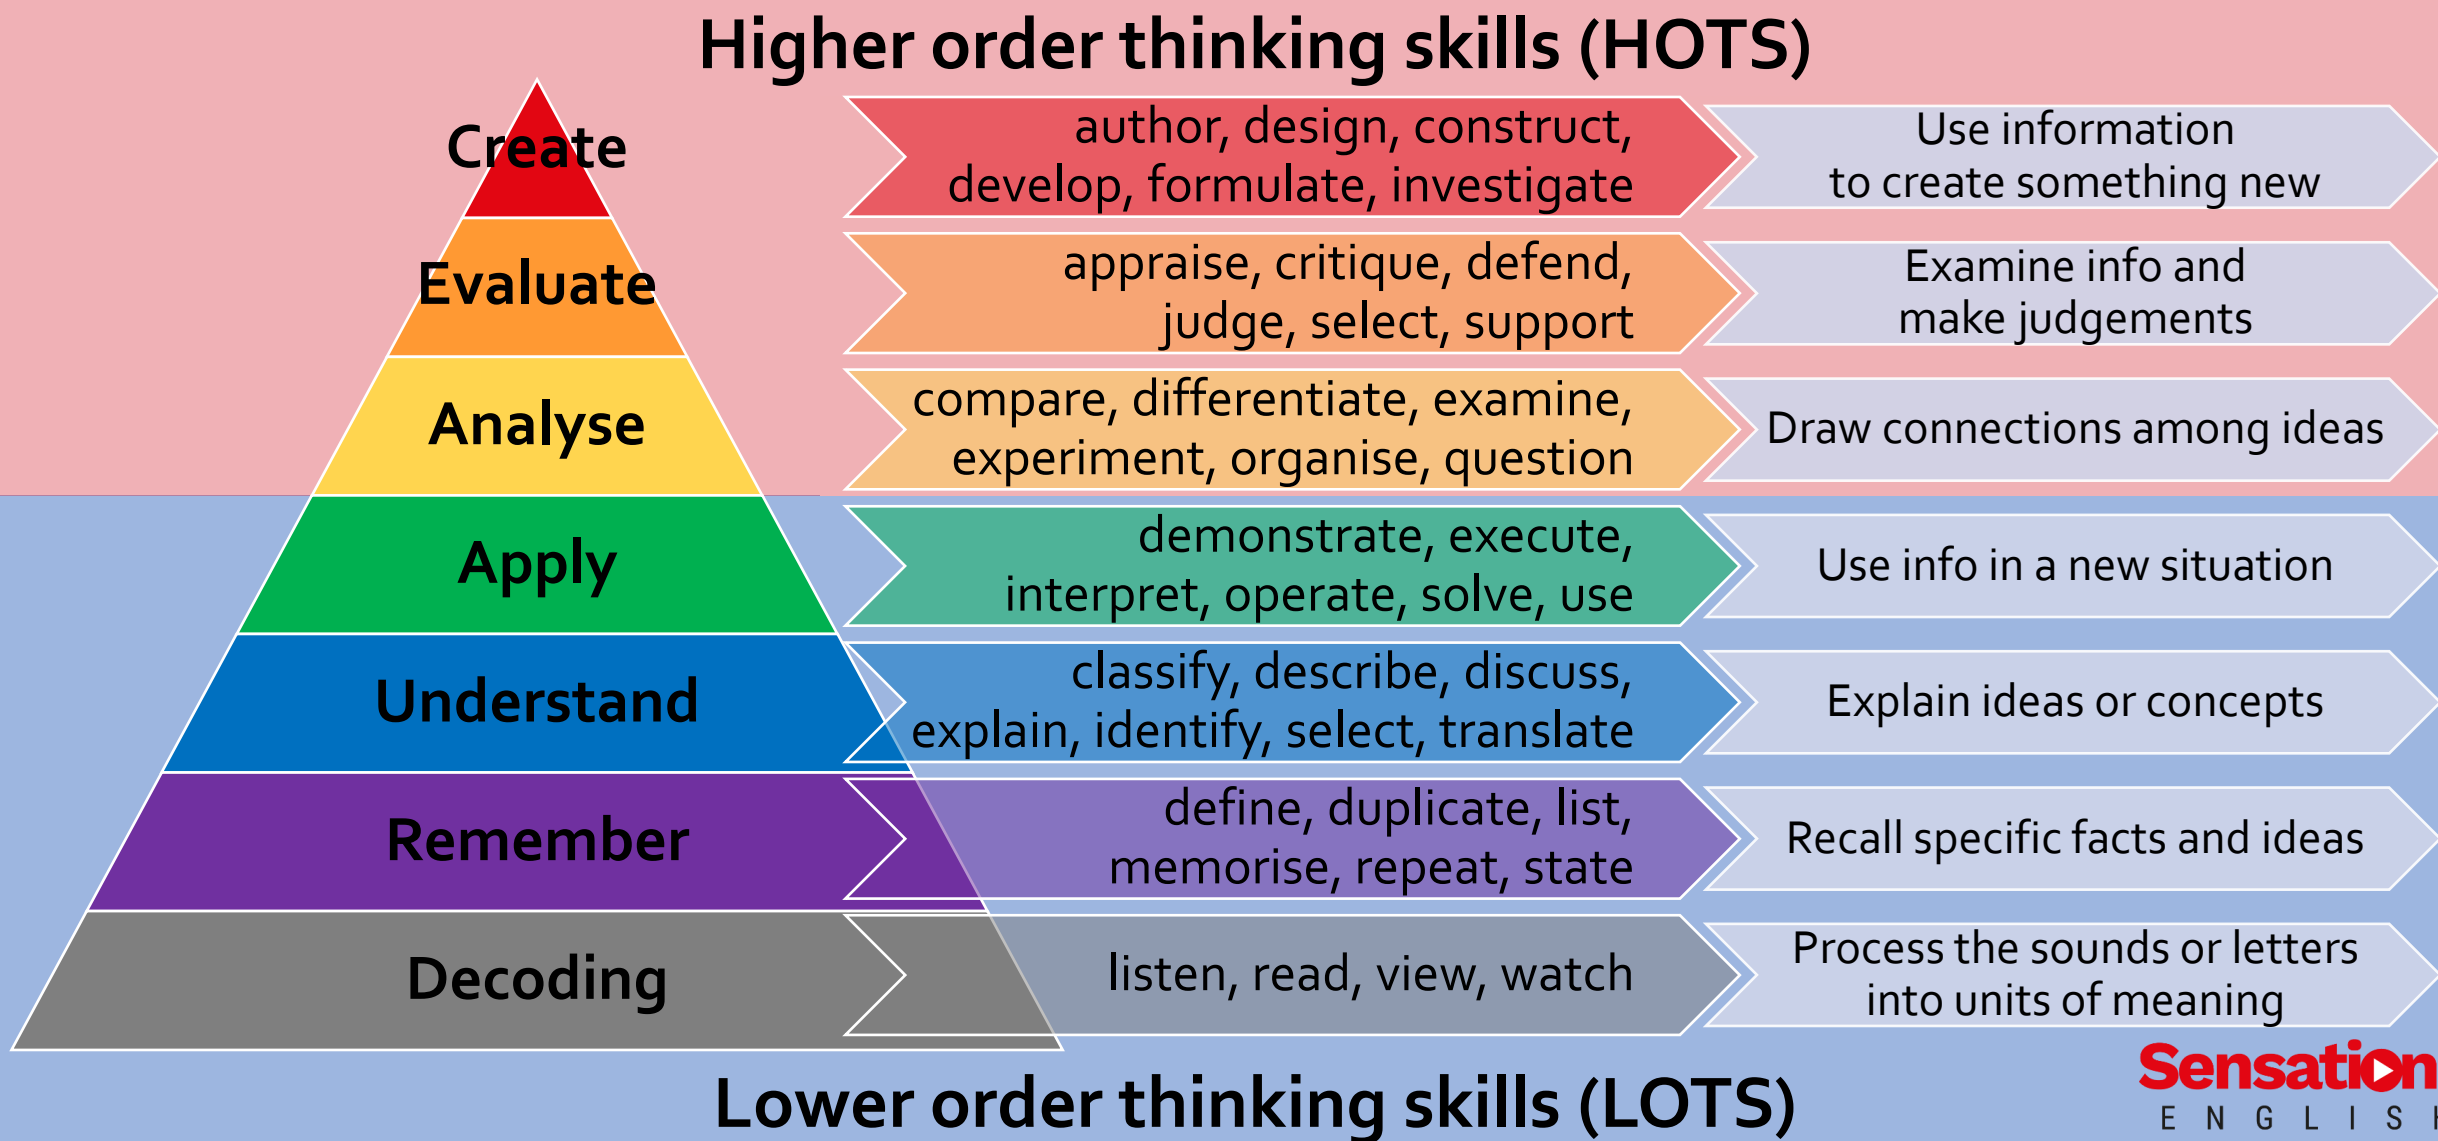 Higher order thinking skills (HOTS)
Create
author, design, construct,
develop, formulate, investigate
Use information
to create something new
Evaluate
appraise, critique, defend,
judge, select, support
Examine info and
make judgements
Analyse
compare, differentiate, examine,
experiment, organise, question
Draw connections among ideas
Apply
demonstrate, execute,
interpret, operate, solve, use
Use info in a new situation
Understand
classify, describe, discuss,
explain, identify, select, translate
Explain ideas or concepts
Remember
define, duplicate, list,
memorise, repeat, state
Recall specific facts and ideas
Decoding
listen, read, view, watch
Process the sounds or letters
into units of meaning
Lower order thinking skills (LOTS)
Sensation
ENGLISH